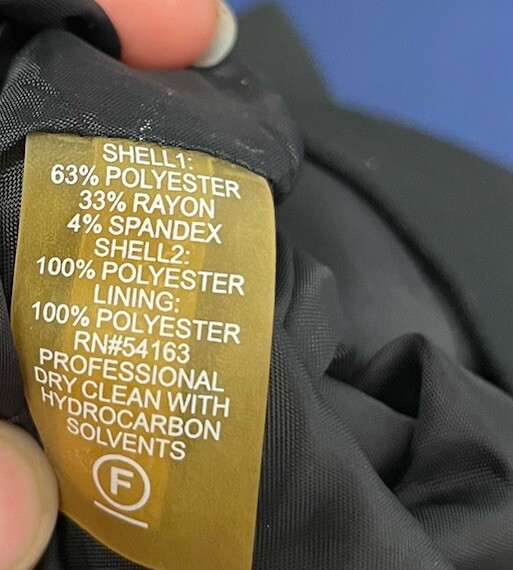 SHELL1:
63% POLYESTER
33% RAYON
4% SPANDEX
SHELL2:
100% POLYESTER
LINING:
100% POLYESTER
RN#54163
PROFESSIONAL
DRY CLEAN WITH
HYDROCARBON
SOLVENTS
F